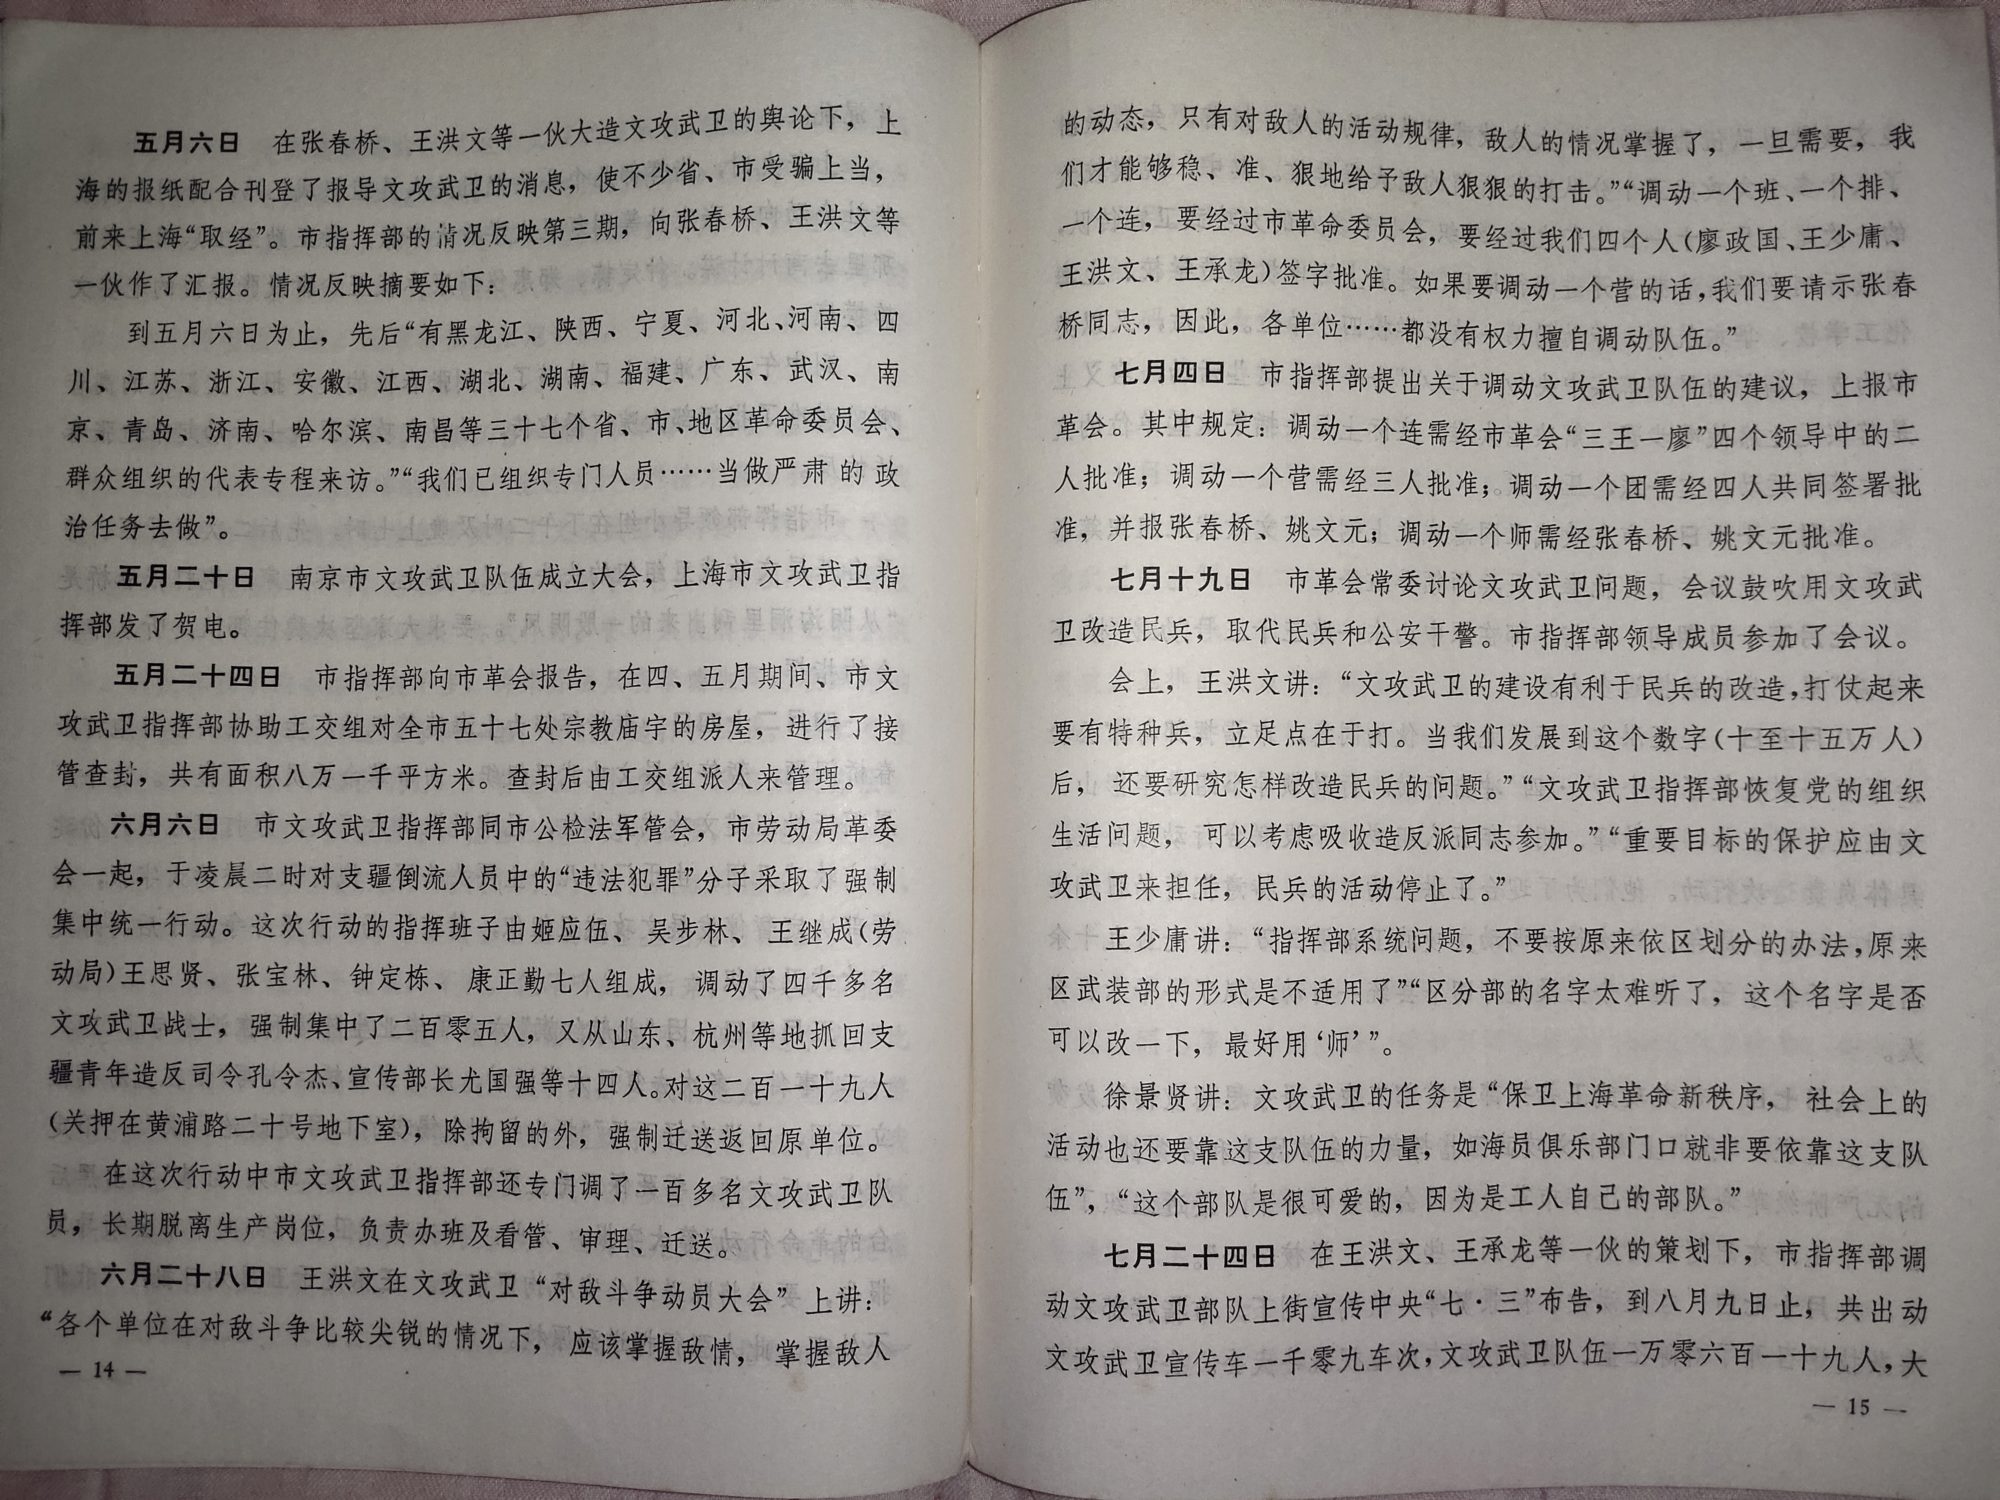 五月六日　在张春桥、王洪文等一伙大造文攻武卫的舆论下，上
海的报纸配合刊登了报导文攻武卫的消息，使不少省、市受骗上当，
前来上海“取经”。市指挥部的情况反映第三期，向张春桥、王洪文等
一伙作了汇报。情况反映摘要如下：
到五月六日为止，先后“有黑龙江、陕西、宁夏、河北、河南、四
川、江苏、浙江、安徽、江西、湖北、湖南、福建、广东、武汉、南
京、青岛、济南、哈尔滨、南昌等三十七个省、市、地区革命委员会、
群众组织的代表专程来访。”“我们已组织专门人员……当做严肃的政
治任务去做”。
五月二十日　南京市文攻武卫队伍成立大会，上海市文攻武卫指
挥部发了贺电。
五月二十四日　市指挥部向市革会报告，在四、五月期间、市文
攻武卫指挥部协助工交组对全市五十七处宗教庙宇的房屋，进行了接
管查封，共有面积八万一千平方米。查封后由工交组派人来管理。
六月六日　市文攻武卫指挥部同市公检法军管会，市劳动局革委
会一起，于凌晨二时对支疆倒流人员中的“违法犯罪”分子采取了强制
集中统一行动。这次行动的指挥班子由姬应伍、吴步林、王继成（劳
动局）王思贤、张宝林、钟定栋、康正勤七人组成，调动了四千多名
文攻武卫战士，强制集中了二百零五人，又从山东、杭州等地抓回支
疆青年造反司令孔令杰、宣传部长尤国强等十四人。对这二百一十九人
（关押在黄浦路二十号地下室），除拘留的外，强制迁送返回原单位。
在这次行动中市文攻武卫指挥部还专门调了一百多名文攻武卫队
员，长期脱离生产岗位，负责办班及看管、审理、迁送。
六月二十八日　王洪文在文攻武卫“对敌斗争动员大会”上讲：
“各个单位在对敌斗争比较尖锐的情况下，应该掌握敌情，掌握敌人
— 14 —
的动态，只有对敌人的活动规律，敌人的情况掌握了，一旦需要，我
们才能够稳、准、狠地给予敌人狠狠的打击。”“调动一个班、一个排、
一个连，要经过市革命委员会，要经过我们四个人（廖政国、王少庸、
王洪文、王承龙）签字批准。如果要调动一个营的话，我们要请示张春
桥同志，因此，各单位……都没有权力擅自调动队伍。”
七月四日　市指挥部提出关于调动文攻武卫队伍的建议，上报市
革会。其中规定：调动一个连需经市革会“三王一廖”四个领导中的二
人批准；调动一个营需经三人批准；调动一个团需经四人共同签署批
准，并报张春桥、姚文元；调动一个师需经张春桥、姚文元批准。
七月十九日　市革会常委讨论文攻武卫问题，会议鼓吹用文攻武
卫改造民兵，取代民兵和公安干警。市指挥部领导成员参加了会议。
会上，王洪文讲：“文攻武卫的建设有利于民兵的改造，打仗起来
要有特种兵，立足点在于打。当我们发展到这个数字（十至十五万人）
后，还要研究怎样改造民兵的问题。”“文攻武卫指挥部恢复党的组织
生活问题，可以考虑吸收造反派同志参加。”“重要目标的保护应由文
攻武卫来担任，民兵的活动停止了。”
王少庸讲：“指挥部系统问题，不要按原来依区划分的办法，原来
区武装部的形式是不适用了”“区分部的名字太难听了，这个名字是否
可以改一下，最好用‘师’”。
徐景贤讲：文攻武卫的任务是“保卫上海革命新秩序，社会上的
活动也还要靠这支队伍的力量，如海员俱乐部门口就非要依靠这支队
伍”，“这个部队是很可爱的，因为是工人自己的部队。”
七月二十四日　在王洪文、王承龙等一伙的策划下，市指挥部调
动文攻武卫部队上街宣传中央“七·三”布告，到八月九日止，共出动
文攻武卫宣传车一千零九车次，文攻武卫队伍一万零六百一十九人，大
— 15 —